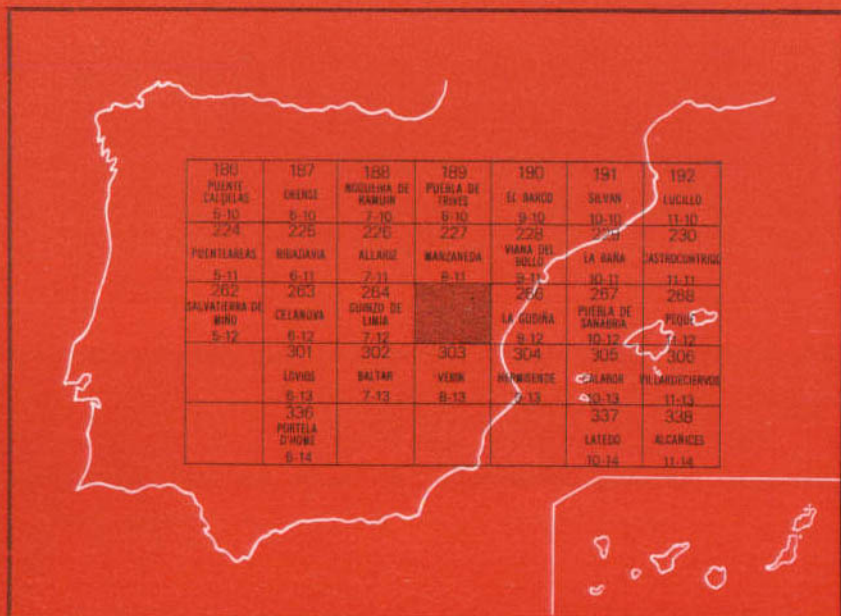 186 187 188 189 190 191 192
PUENTE CALDELAS ORENSE NOGUEIRA DE RAMUIN PUEBLA DE TRIVES EL BARCO SILVAN LUCILLO
5-10 6-10 7-10 8-10 9-10 10-10 11-10
224 225 226 227 228 229 230
PUENTEAREAS RIBADAVIA ALLARIZ MANZANEDA VIANA DEL BOLLO LA BAÑA CASTROCONTRIGO
5-11 6-11 7-11 8-11 9-11 10-11 11-11
262 263 264 266 267 268
SALVATIERRA DE MIÑO CELANOVA GUINZO DE LIMIA LA GUDIÑA PUEBLA DE SANABRIA PEQUE
5-12 6-12 7-12 9-12 10-12 11-12
301 302 303 304 305 306
LOVIOS BALTAR VERIN HERMISENDE CALABOR VILLARDECIERVOS
6-13 7-13 8-13 9-13 10-13 11-13
336 337 338
PORTELA D'HOME LATEDO ALCAÑICES
6-14 10-14 11-14